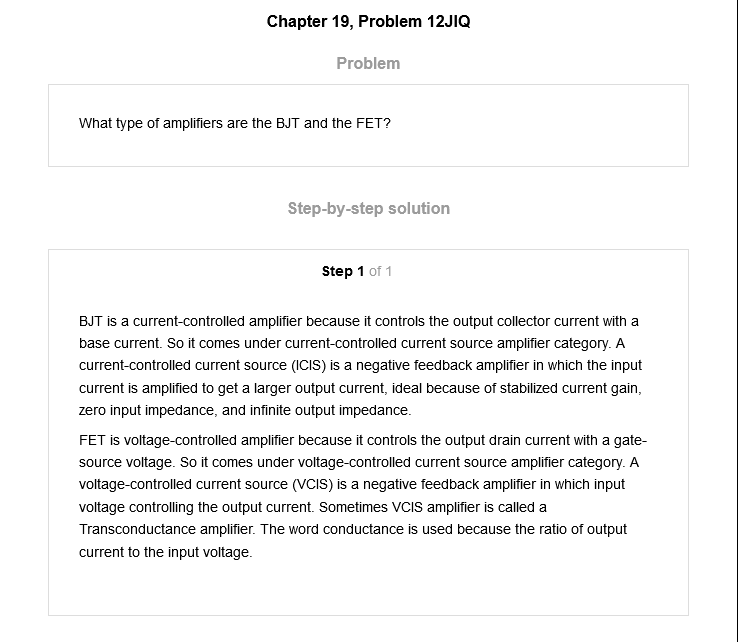 Chapter 19, Problem 12JIQ
Problem
What type of amplifiers are the BJT and the FET?
Step-by-step solution
Step 1 of 1
BJT is a current-controlled amplifier because it controls the output collector current with a
base current. So it comes under current-controlled current source amplifier category. A
current-controlled current source (ICIS) is a negative feedback amplifier in which the input
current is amplified to get a larger output current, ideal because of stabilized current gain,
zero input impedance, and infinite output impedance.
FET is voltage-controlled amplifier because it controls the output drain current with a gate-
source voltage. So it comes under voltage-controlled current source amplifier category. A
voltage-controlled current source (VCIS) is a negative feedback amplifier in which input
voltage controlling the output current. Sometimes VCIS amplifier is called a
Transconductance amplifier. The word conductance is used because the ratio of output
current to the input voltage.